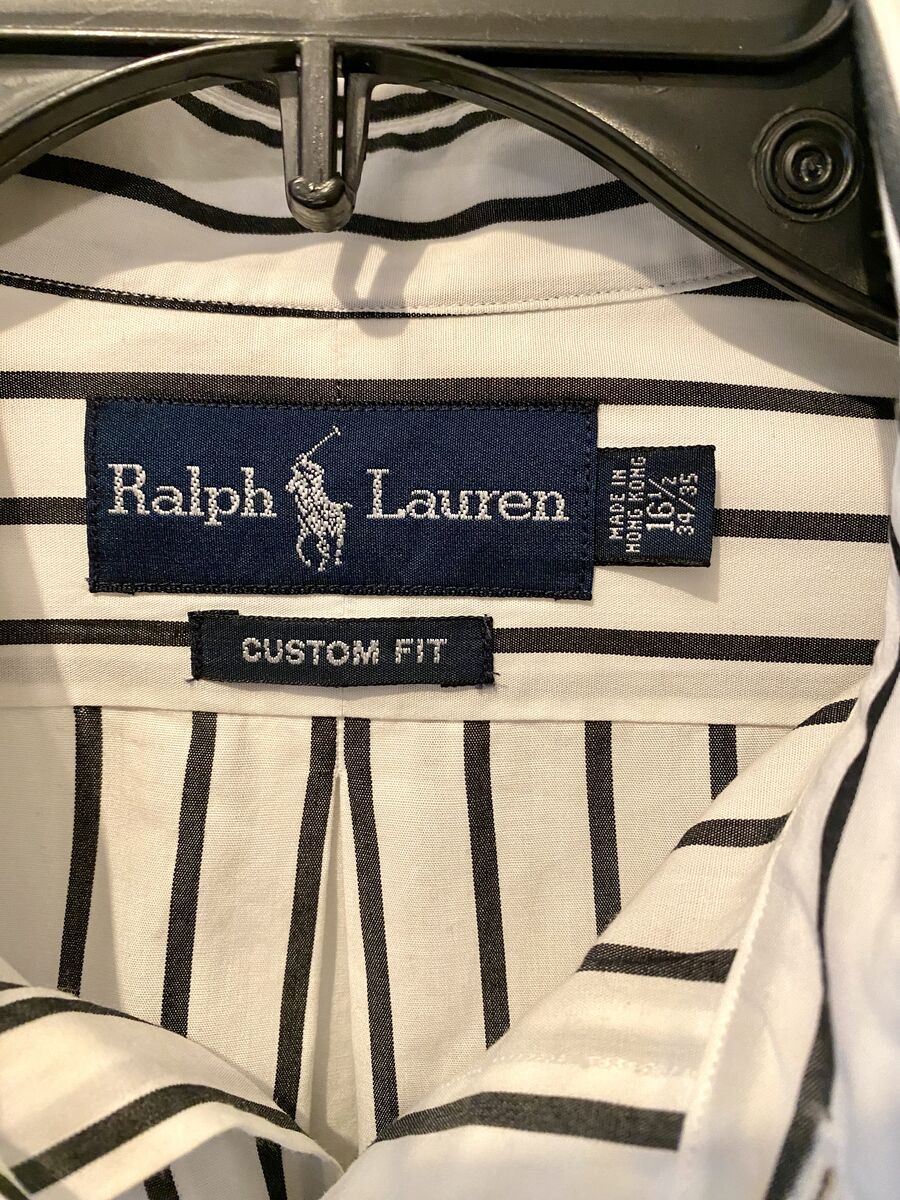 Ralph Lauren
MADE IN
HONG KONG
16½
34/35
CUSTOM FIT